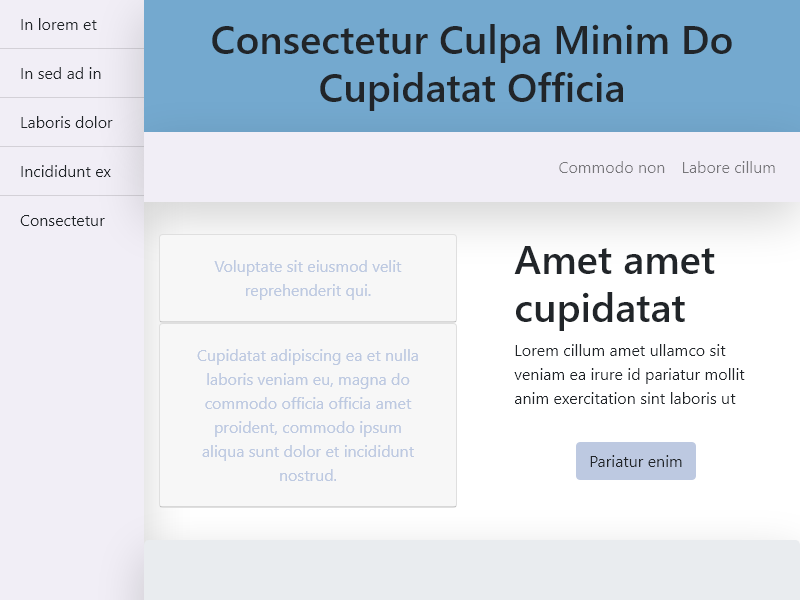 In lorem et
In sed ad in
Laboris dolor
Incididunt ex
Consectetur
Consectetur Culpa Minim Do
Cupidatat Officia
Commodo non
Labore cillum
Voluptate sit eiusmod velit
reprehenderit qui.
Cupidatat adipiscing ea et nulla
laboris veniam eu, magna do
commodo officia officia amet
proident, commodo ipsum
aliqua sunt dolor et incididunt
nostrud.
Amet amet
cupidatat
Lorem cillum amet ullamco sit
veniam ea irure id pariatur mollit
anim exercitation sint laboris ut
Pariatur enim